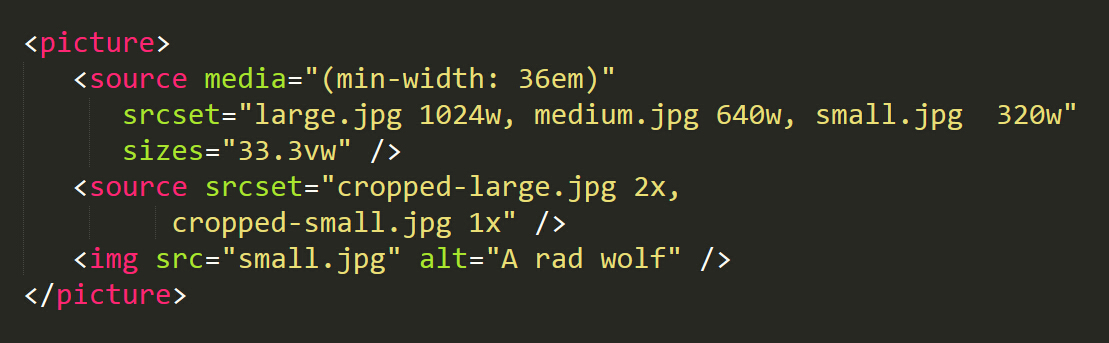 <picture>
<source media="(min-width: 36em)"
srcset="large.jpg 1024w, medium.jpg 640w, small.jpg  320w"
sizes="33.3vw" />
<source srcset="cropped-large.jpg 2x,
cropped-small.jpg 1x" />
<img src="small.jpg" alt="A rad wolf" />
</picture>